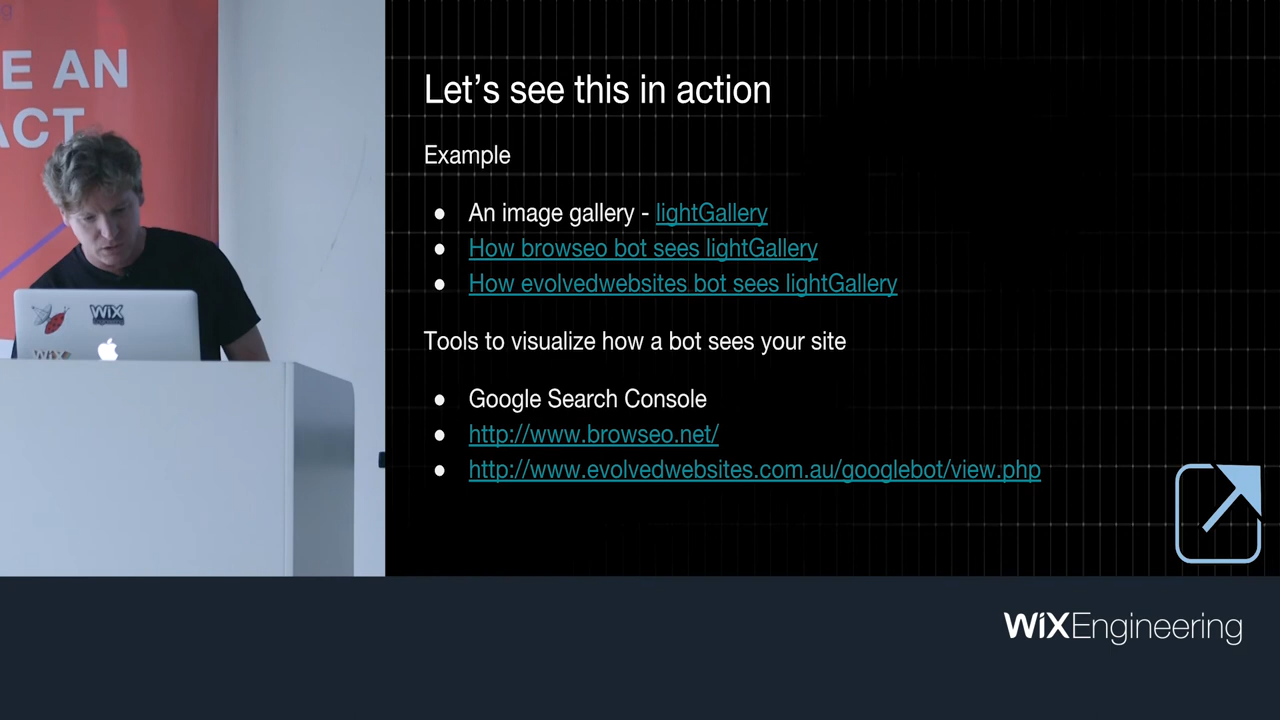 E AN
ACT
WiX
WiX
Let's see this in action
Example
● An image gallery - lightGallery
● How browseo bot sees lightGallery
● How evolvedwebsites bot sees lightGallery
Tools to visualize how a bot sees your site
● Google Search Console
● http://www.browseo.net/
● http://www.evolvedwebsites.com.au/googlebot/view.php
WiXEngineering